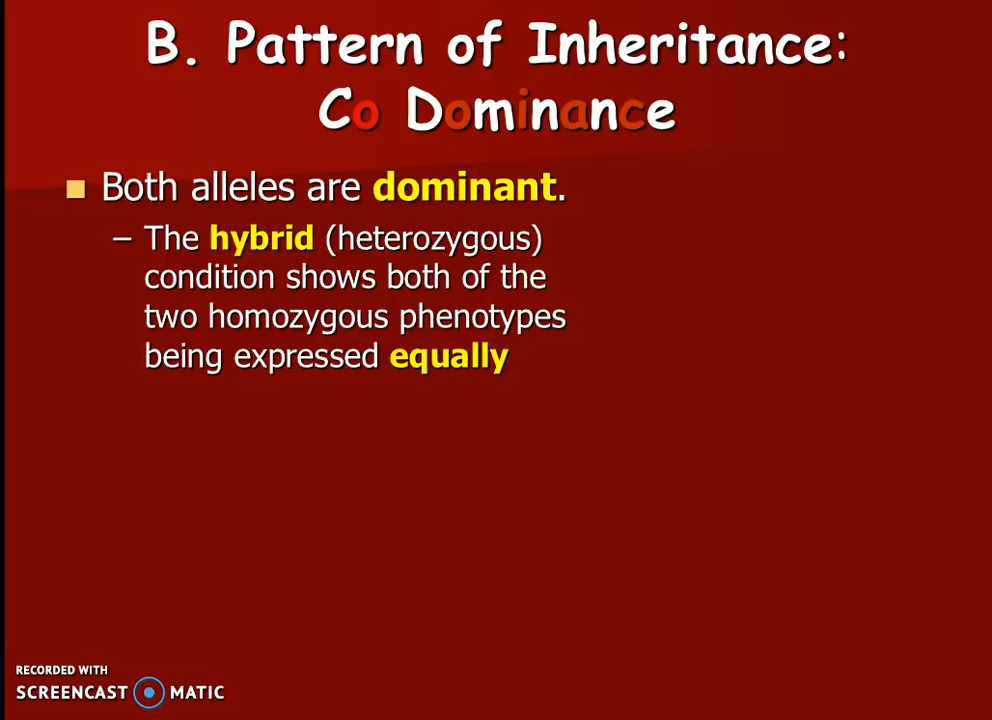 B. Pattern of Inheritance:
Co Dominance
■ Both alleles are dominant.
– The hybrid (heterozygous)
condition shows both of the
two homozygous phenotypes
being expressed equally
RECORDED WITH
SCREENCAST MATIC